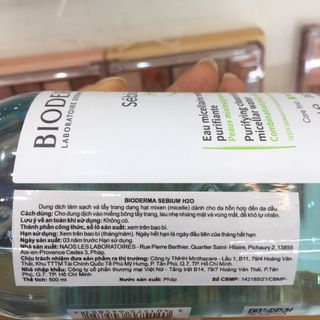 BIODER
LABORATOIRE
Sébi
Eau micellaire
purifiante
Peaux mixtes
Purifying cleansing
micellar water
Combination
BIODERMA SEBIUM H2O
Dung dịch làm sạch và tẩy trang dạng hạt mixen (micelle) dành cho da hỗn hợp đến da dầu
Cách dùng: Cho dung dịch vào miếng bông tẩy trang, lau nhẹ nhàng mặt và vùng mắt, để khô tự nhiên.
Lưu ý về an toàn khi sử dụng: Không có.
Thành phần công thức, số lô sản xuất: xem trên bao bì.
Hạn sử dụng: Xem trên bao bì (tháng/năm). Ngày hết hạn cũng là ngày cuối cùng của tháng hết hạn.
Ngày sản xuất: 03 năm trước Hạn sử dụng.
Nhà sản xuất: NAOS LES LABORATOIRES - Rue Pierre Berthier, Quartier Saint- Hilaire, Pichaury 2, 13855
Aix-en-Provence Cedex 3, Pháp.
Chịu trách nhiệm đưa sản phẩm ra thị trường: Công ty TNHH Minthacare - Lầu 1, B11, 79/4 Hoàng Văn
Thái, Khu TTTM Tài Chính Quốc Tế Phú Mỹ Hưng, P. Tân Phú, Q.7, TP. Hồ Chí Minh.
Nhà nhập khẩu: Công ty cổ phần thương mại Việt Nữ - Tầng trệt B14, 79/7 Hoàng Văn Thái, P.Tân
Phú, Q.7, TP. Hồ Chí Minh
Thể tích: 500 ml
Xuất xứ: Pháp
Số CBMP: 142185/21/CBMP-